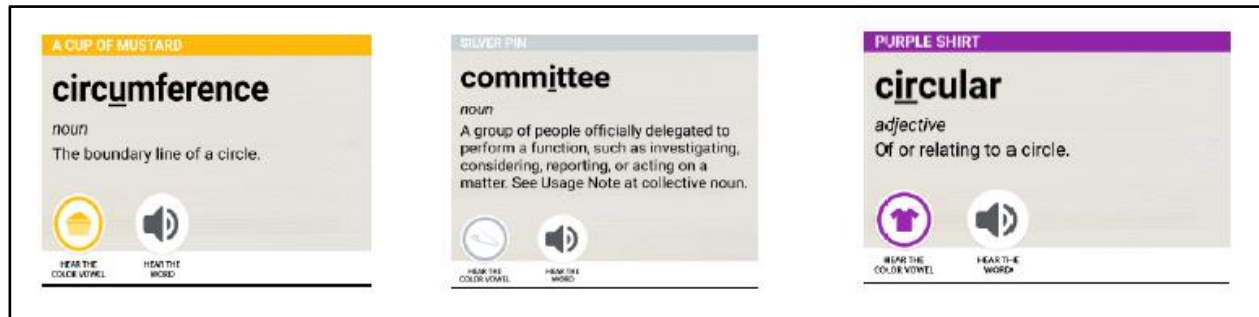 A CUP OF MUSTARD
circumference
noun
The boundary line of a circle.
HEAR THE
COLOR VOWEL
HEAR THE
WORD
SILVER PIN
committee
noun
A group of people officially delegated to
perform a function, such as investigating,
considering, reporting, or acting on a
matter. See Usage Note at collective noun.
HEAR THE
COLOR VOWEL
HEAR THE
WORD
PURPLE SHIRT
circular
adjective
Of or relating to a circle.
HEAR THE
COLOR VOWEL
HEAR THE
WORD